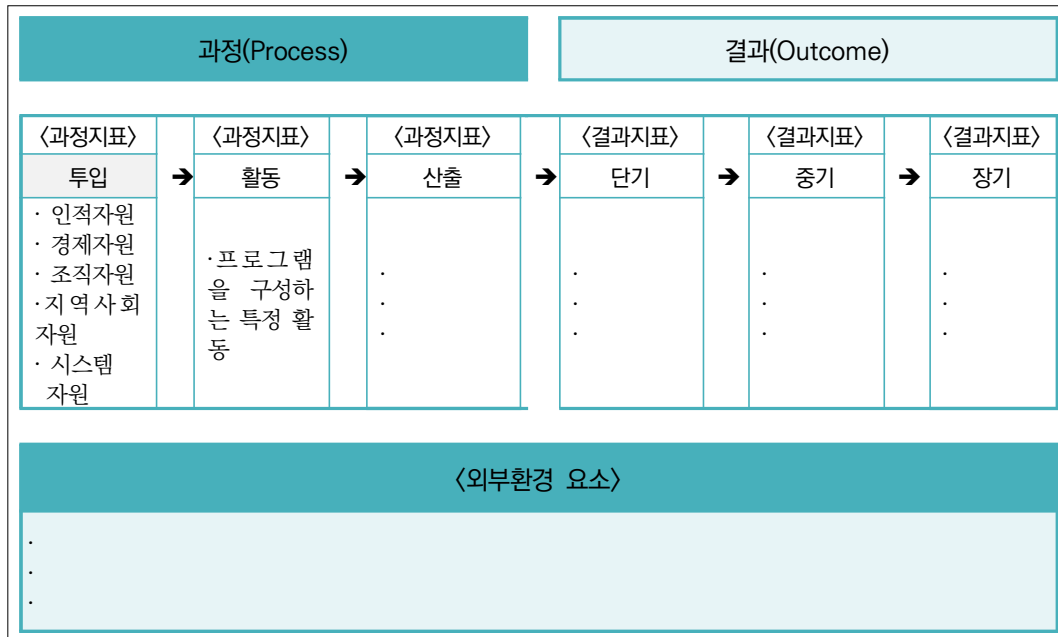 과정(Process)
결과(Outcome)
〈과정지표〉 〈과정지표〉 〈과정지표〉 〈결과지표〉 〈결과지표〉 〈결과지표〉
투입 ➔ 활동 ➔ 산출 ➔ 단기 ➔ 중기 ➔ 장기
· 인적자원
· 경제자원
· 조직자원
·지역사회
자원
· 시스템
자원
·프로그램
을 구성하
는 특정 활
동
·
·
·
·
·
·
·
·
·
·
·
·
〈외부환경 요소〉
·
·
·